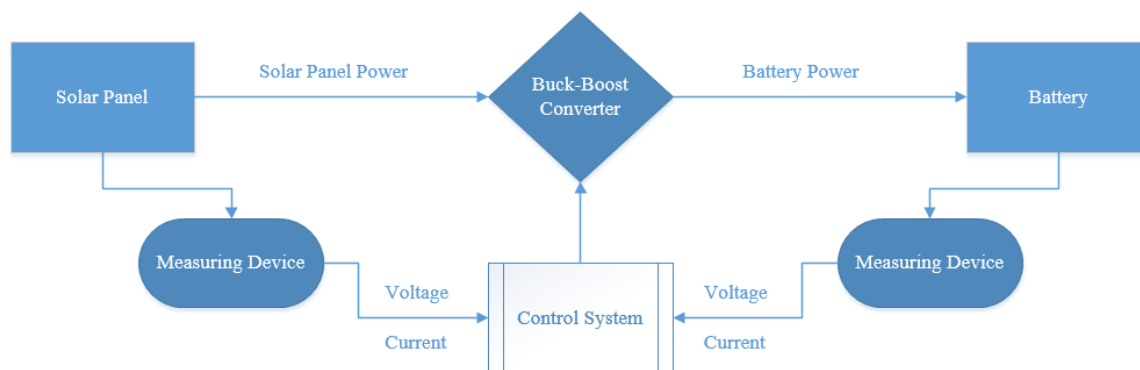 Solar Panel
Solar Panel Power
Buck-Boost
Converter
Battery Power
Battery
Measuring Device
Voltage
Current
Control System
Voltage
Current
Measuring Device